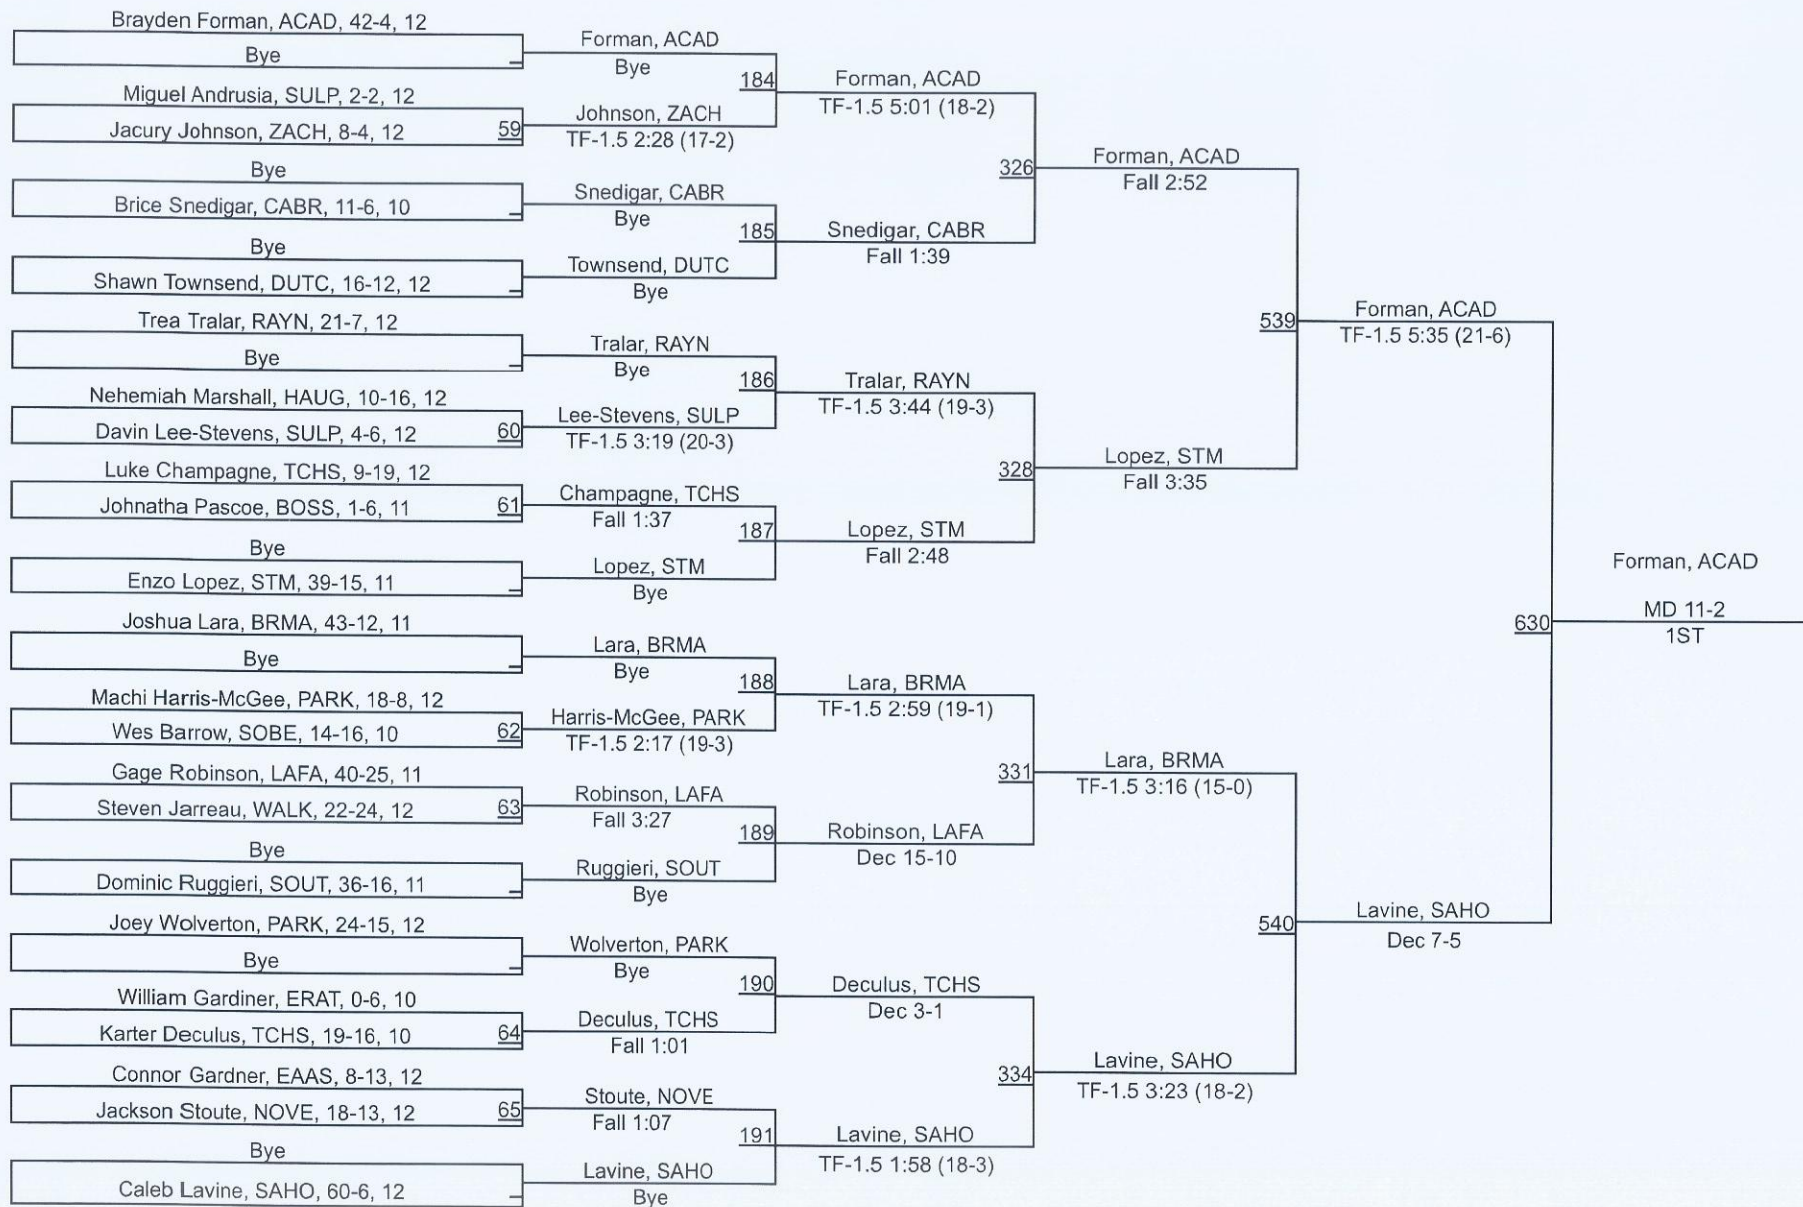 Brayden Forman, ACAD, 42-4, 12
Bye
Miguel Andrusia, SULP, 2-2, 12
Jacury Johnson, ZACH, 8-4, 12
59
Bye
Brice Snedigar, CABR, 11-6, 10
Bye
Shawn Townsend, DUTC, 16-12, 12
Trea Tralar, RAYN, 21-7, 12
Bye
Nehemiah Marshall, HAUG, 10-16, 12
Davin Lee-Stevens, SULP, 4-6, 12
60
Luke Champagne, TCHS, 9-19, 12
Johnatha Pascoe, BOSS, 1-6, 11
61
Bye
Enzo Lopez, STM, 39-15, 11
Joshua Lara, BRMA, 43-12, 11
Bye
Machi Harris-McGee, PARK, 18-8, 12
Wes Barrow, SOBE, 14-16, 10
62
Gage Robinson, LAFA, 40-25, 11
Steven Jarreau, WALK, 22-24, 12
63
Bye
Dominic Ruggieri, SOUT, 36-16, 11
Joey Wolverton, PARK, 24-15, 12
Bye
William Gardiner, ERAT, 0-6, 10
Karter Deculus, TCHS, 19-16, 10
64
Connor Gardner, EAAS, 8-13, 12
Jackson Stoute, NOVE, 18-13, 12
65
Bye
Caleb Lavine, SAHO, 60-6, 12
Forman, ACAD
Bye
184
Johnson, ZACH
TF-1.5 2:28 (17-2)
Snedigar, CABR
Bye
185
Townsend, DUTC
Bye
Tralar, RAYN
Bye
186
Lee-Stevens, SULP
TF-1.5 3:19 (20-3)
Champagne, TCHS
Fall 1:37
187
Lopez, STM
Bye
Lara, BRMA
Bye
188
Harris-McGee, PARK
TF-1.5 2:17 (19-3)
Robinson, LAFA
Fall 3:27
189
Ruggieri, SOUT
Bye
Wolverton, PARK
Bye
190
Deculus, TCHS
Fall 1:01
Stoute, NOVE
Fall 1:07
191
Lavine, SAHO
Bye
Forman, ACAD
TF-1.5 5:01 (18-2)
326
Snedigar, CABR
Fall 1:39
Tralar, RAYN
TF-1.5 3:44 (19-3)
328
Lopez, STM
Fall 2:48
Lara, BRMA
TF-1.5 2:59 (19-1)
331
Robinson, LAFA
Dec 15-10
Deculus, TCHS
Dec 3-1
334
Lavine, SAHO
TF-1.5 1:58 (18-3)
Forman, ACAD
Fall 2:52
539
Lopez, STM
Fall 3:35
Lara, BRMA
TF-1.5 3:16 (15-0)
540
Lavine, SAHO
TF-1.5 3:23 (18-2)
Forman, ACAD
TF-1.5 5:35 (21-6)
630
Lavine, SAHO
Dec 7-5
Forman, ACAD
MD 11-2
1ST